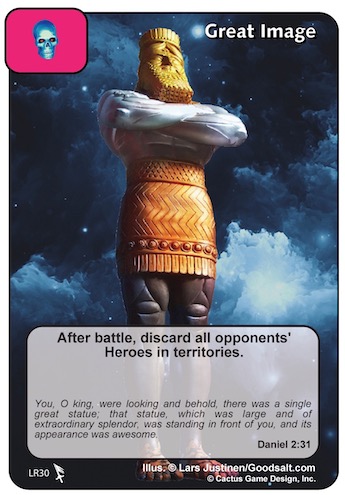 Great Image
After battle, discard all opponents'
Heroes in territories.
You, O king, were looking and behold, there was a single
great statue; that statue, which was large and of
extraordinary splendor, was standing in front of you, and its
appearance was awesome.
Daniel 2:31
LR30
Illus. © Lars Justinen/Goodsalt.com
© Cactus Game Design, Inc.